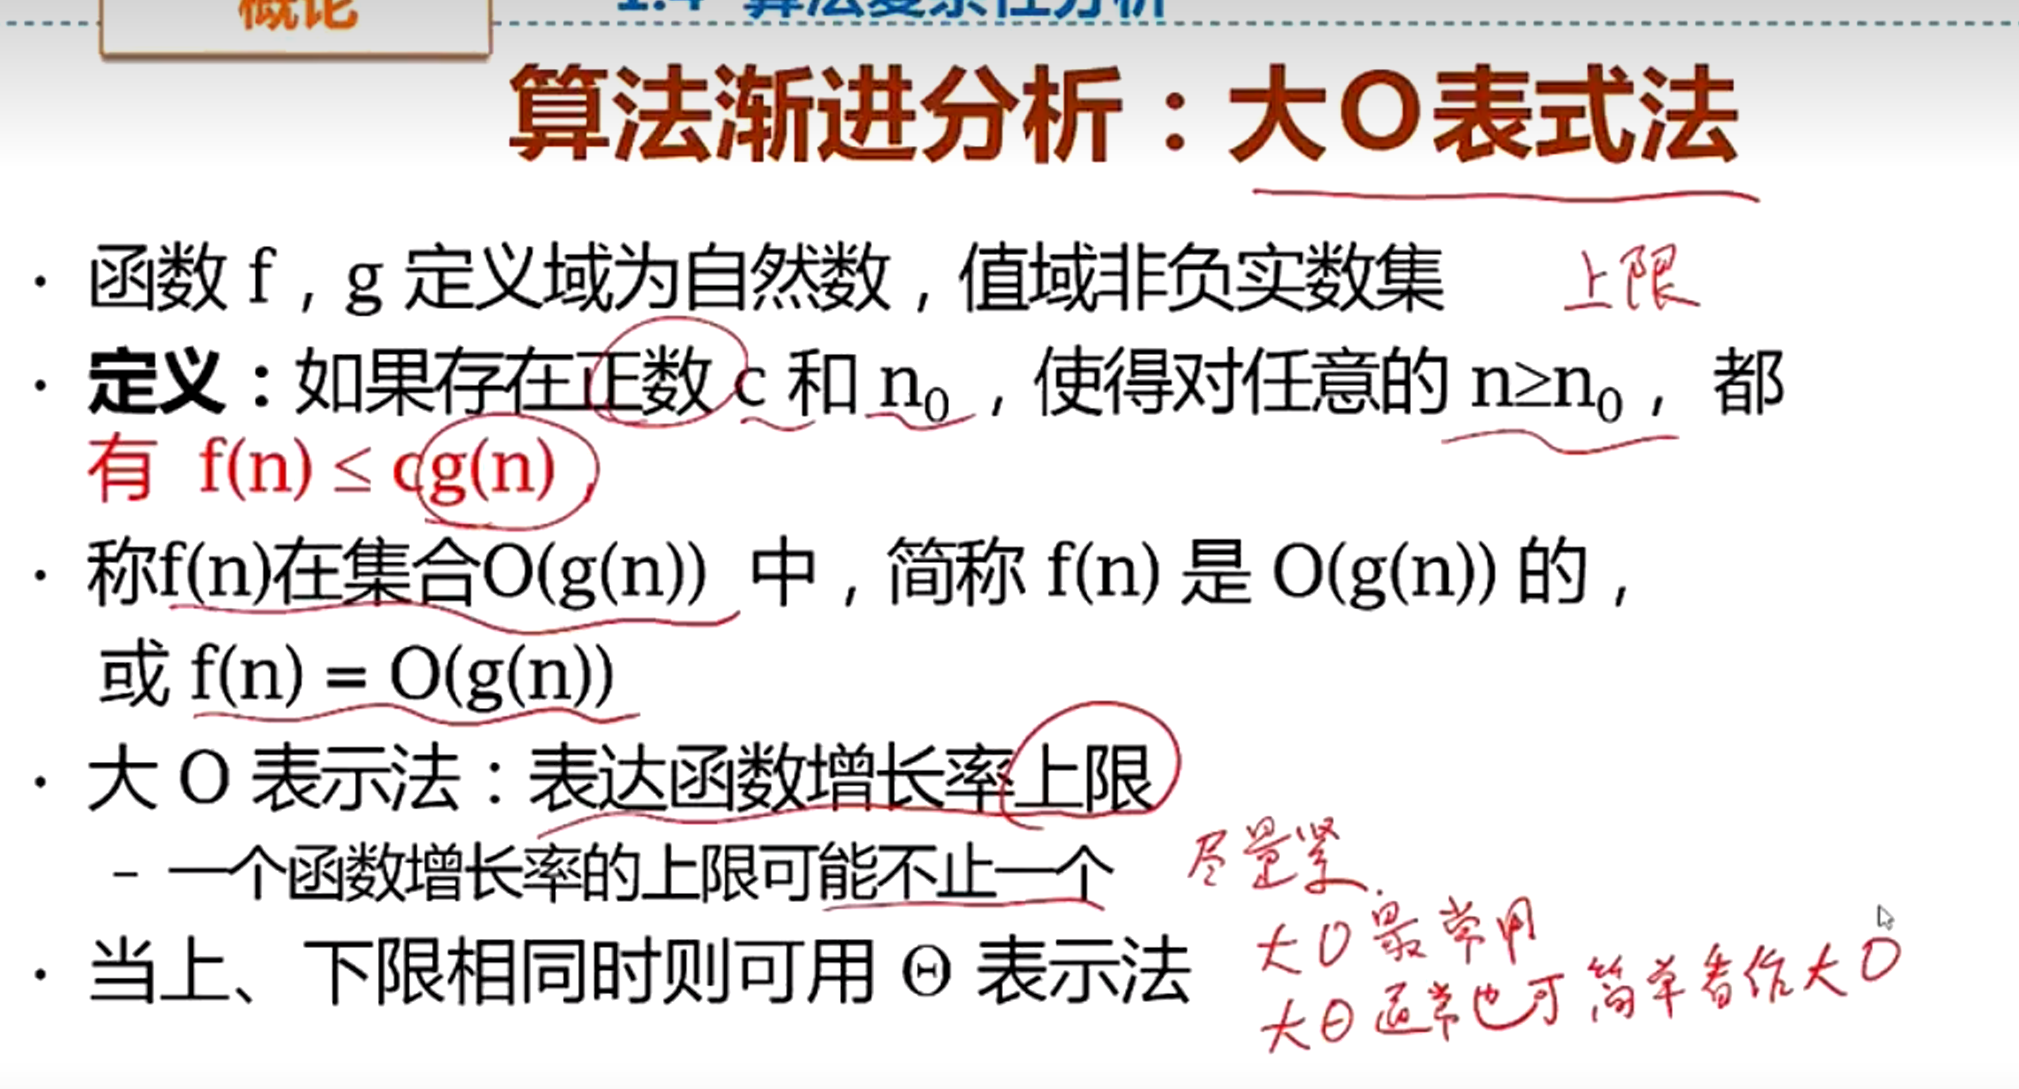 概论
1.4 算法复杂性分析
算法渐进分析：大O表式法
函数 f，g 定义域为自然数，值域非负实数集 上限
定义：如果存在正数 c 和 n₀，使得对任意的 n≥n₀， 都
有 f(n) ≤ cg(n)，
称f(n)在集合O(g(n)) 中，简称 f(n) 是 O(g(n)) 的，
或 f(n) = O(g(n))
大 O 表示法：表达函数增长率上限
– 一个函数增长率的上限可能不止一个 尽量紧.
当上、下限相同时则可用 Θ 表示法
大O最常用
大Θ通常也可简单看作大O